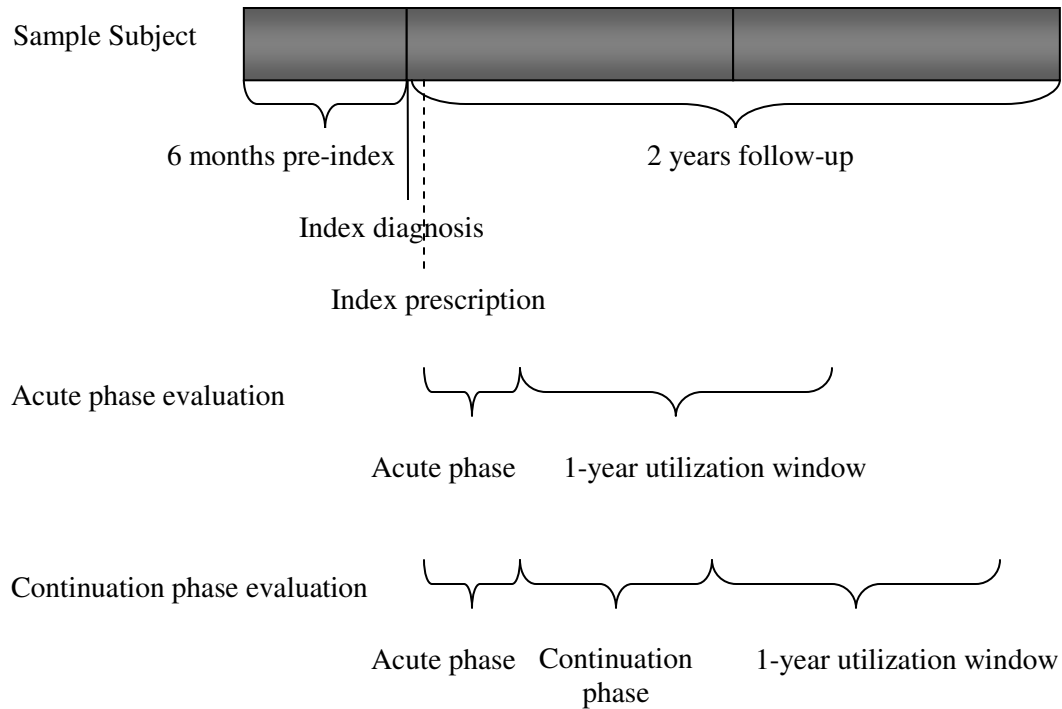 Sample Subject
6 months pre-index
2 years follow-up
Index diagnosis
Index prescription
Acute phase evaluation
Acute phase
1-year utilization window
Continuation phase evaluation
Acute phase
Continuation
phase
1-year utilization window